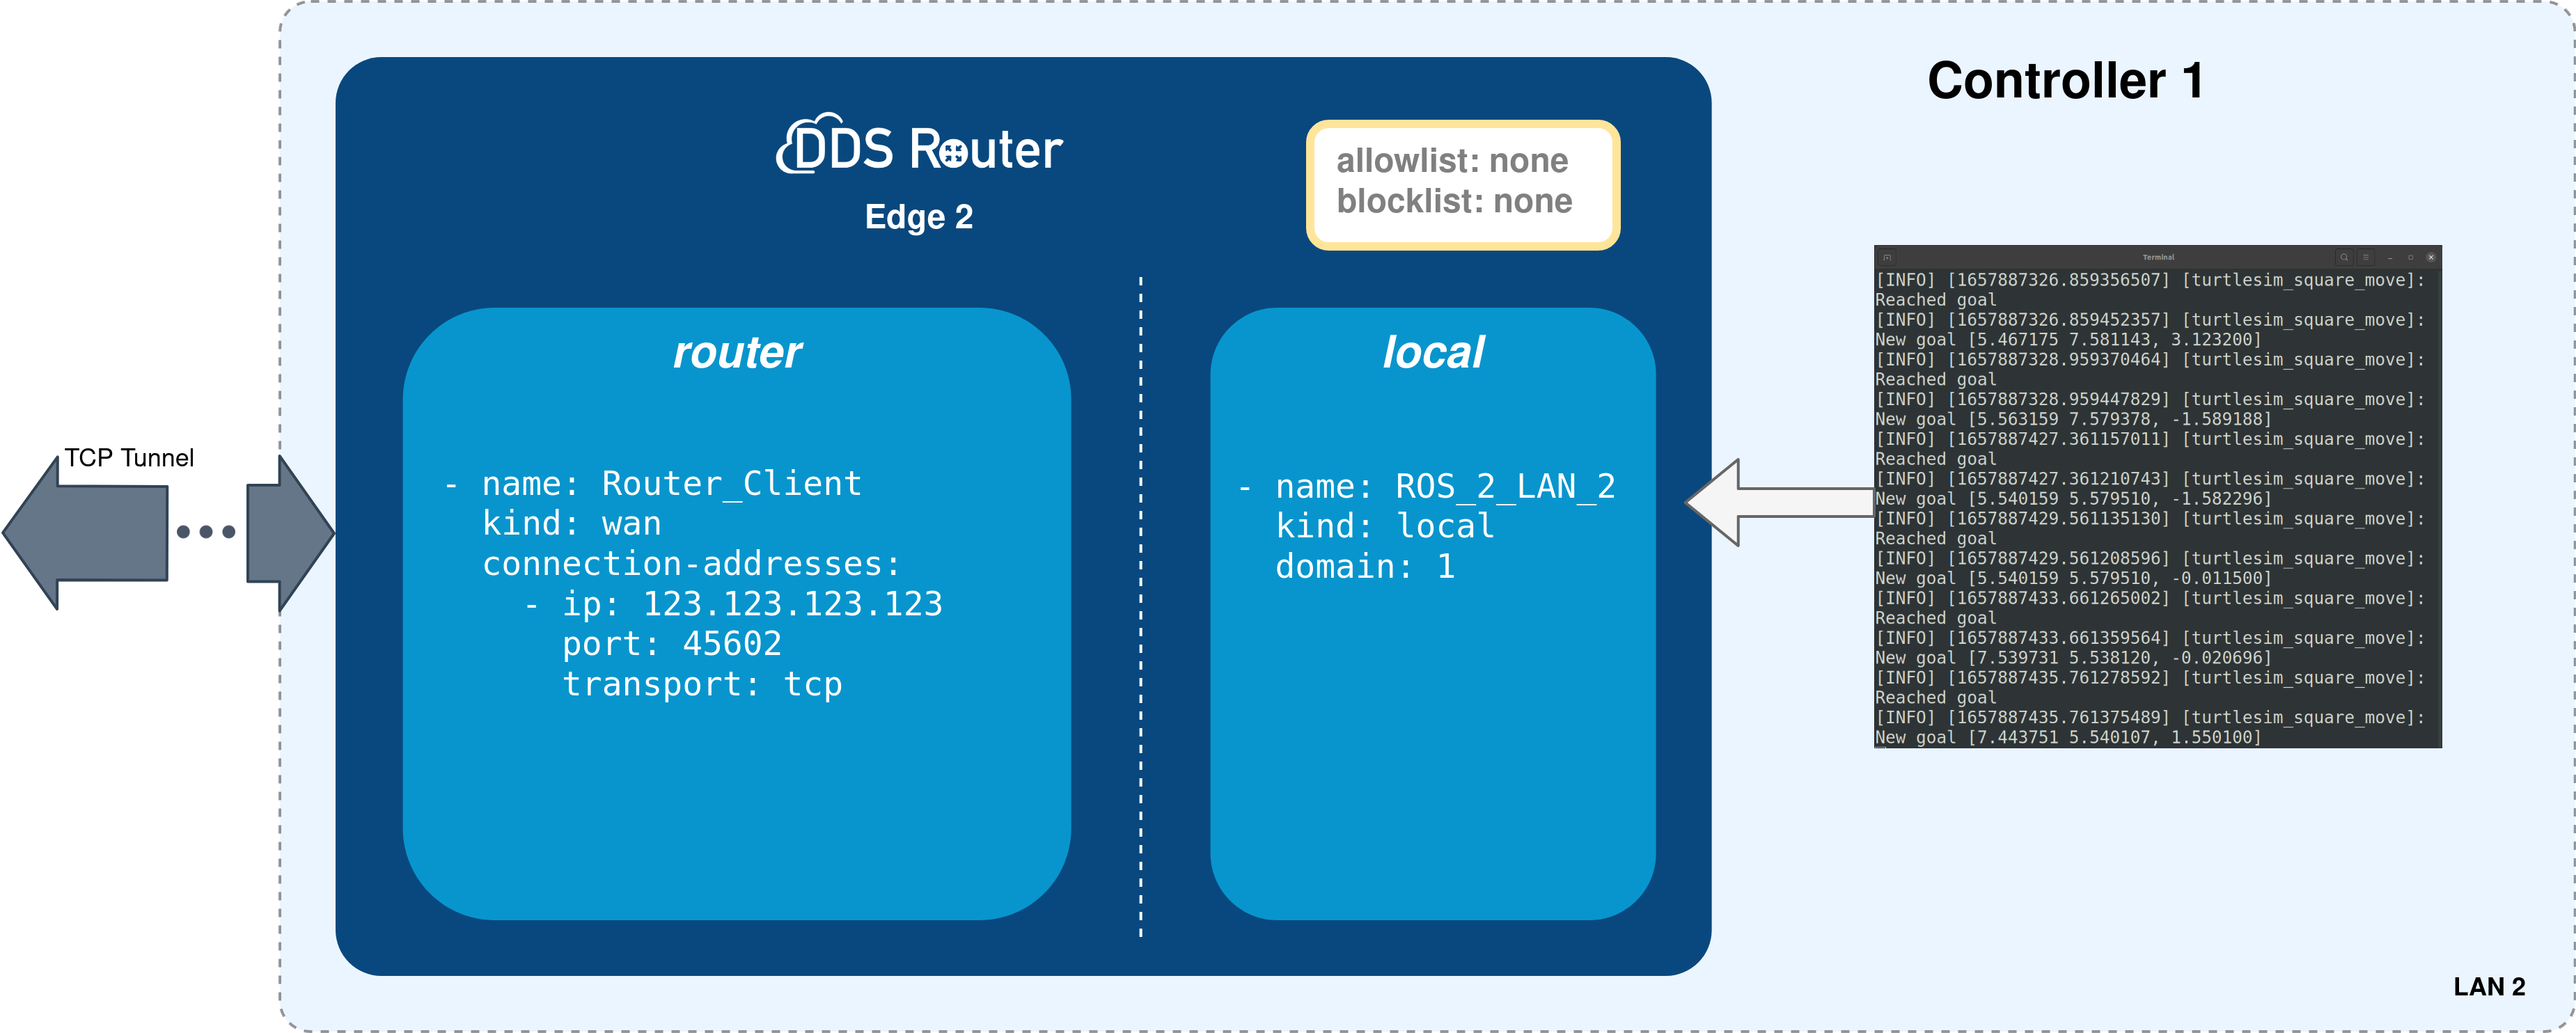 Controller 1
DDS Router
Edge 2
allowlist: none
blocklist: none
router
- name: Router_Client
kind: wan
connection-addresses:
- ip: 123.123.123.123
port: 45602
transport: tcp
local
- name: ROS_2_LAN_2
kind: local
domain: 1
TCP Tunnel
Terminal
[INFO] [1657887326.859356507] [turtlesim_square_move]:
Reached goal
[INFO] [1657887326.859452357] [turtlesim_square_move]:
New goal [5.467175 7.581143, 3.123200]
[INFO] [1657887328.959370464] [turtlesim_square_move]:
Reached goal
[INFO] [1657887328.959447829] [turtlesim_square_move]:
New goal [5.563159 7.579378, -1.589188]
[INFO] [1657887427.361157011] [turtlesim_square_move]:
Reached goal
[INFO] [1657887427.361210743] [turtlesim_square_move]:
New goal [5.540159 5.579510, -1.582296]
[INFO] [1657887429.561135130] [turtlesim_square_move]:
Reached goal
[INFO] [1657887429.561208596] [turtlesim_square_move]:
New goal [5.540159 5.579510, -0.011500]
[INFO] [1657887433.661265002] [turtlesim_square_move]:
Reached goal
[INFO] [1657887433.661359564] [turtlesim_square_move]:
New goal [7.539731 5.538120, -0.020696]
[INFO] [1657887435.761278592] [turtlesim_square_move]:
Reached goal
[INFO] [1657887435.761375489] [turtlesim_square_move]:
New goal [7.443751 5.540107, 1.550100]
LAN 2